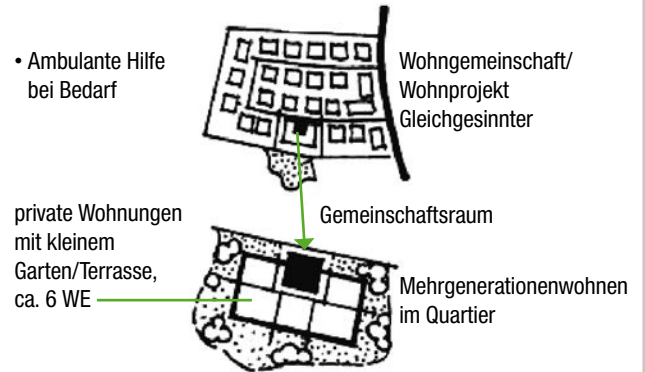 • Ambulante Hilfe
bei Bedarf
Wohngemeinschaft/
Wohnprojekt
Gleichgesinnter
private Wohnungen
mit kleinem
Garten/Terrasse,
ca. 6 WE
Gemeinschaftsraum
Mehrgenerationenwohnen
im Quartier